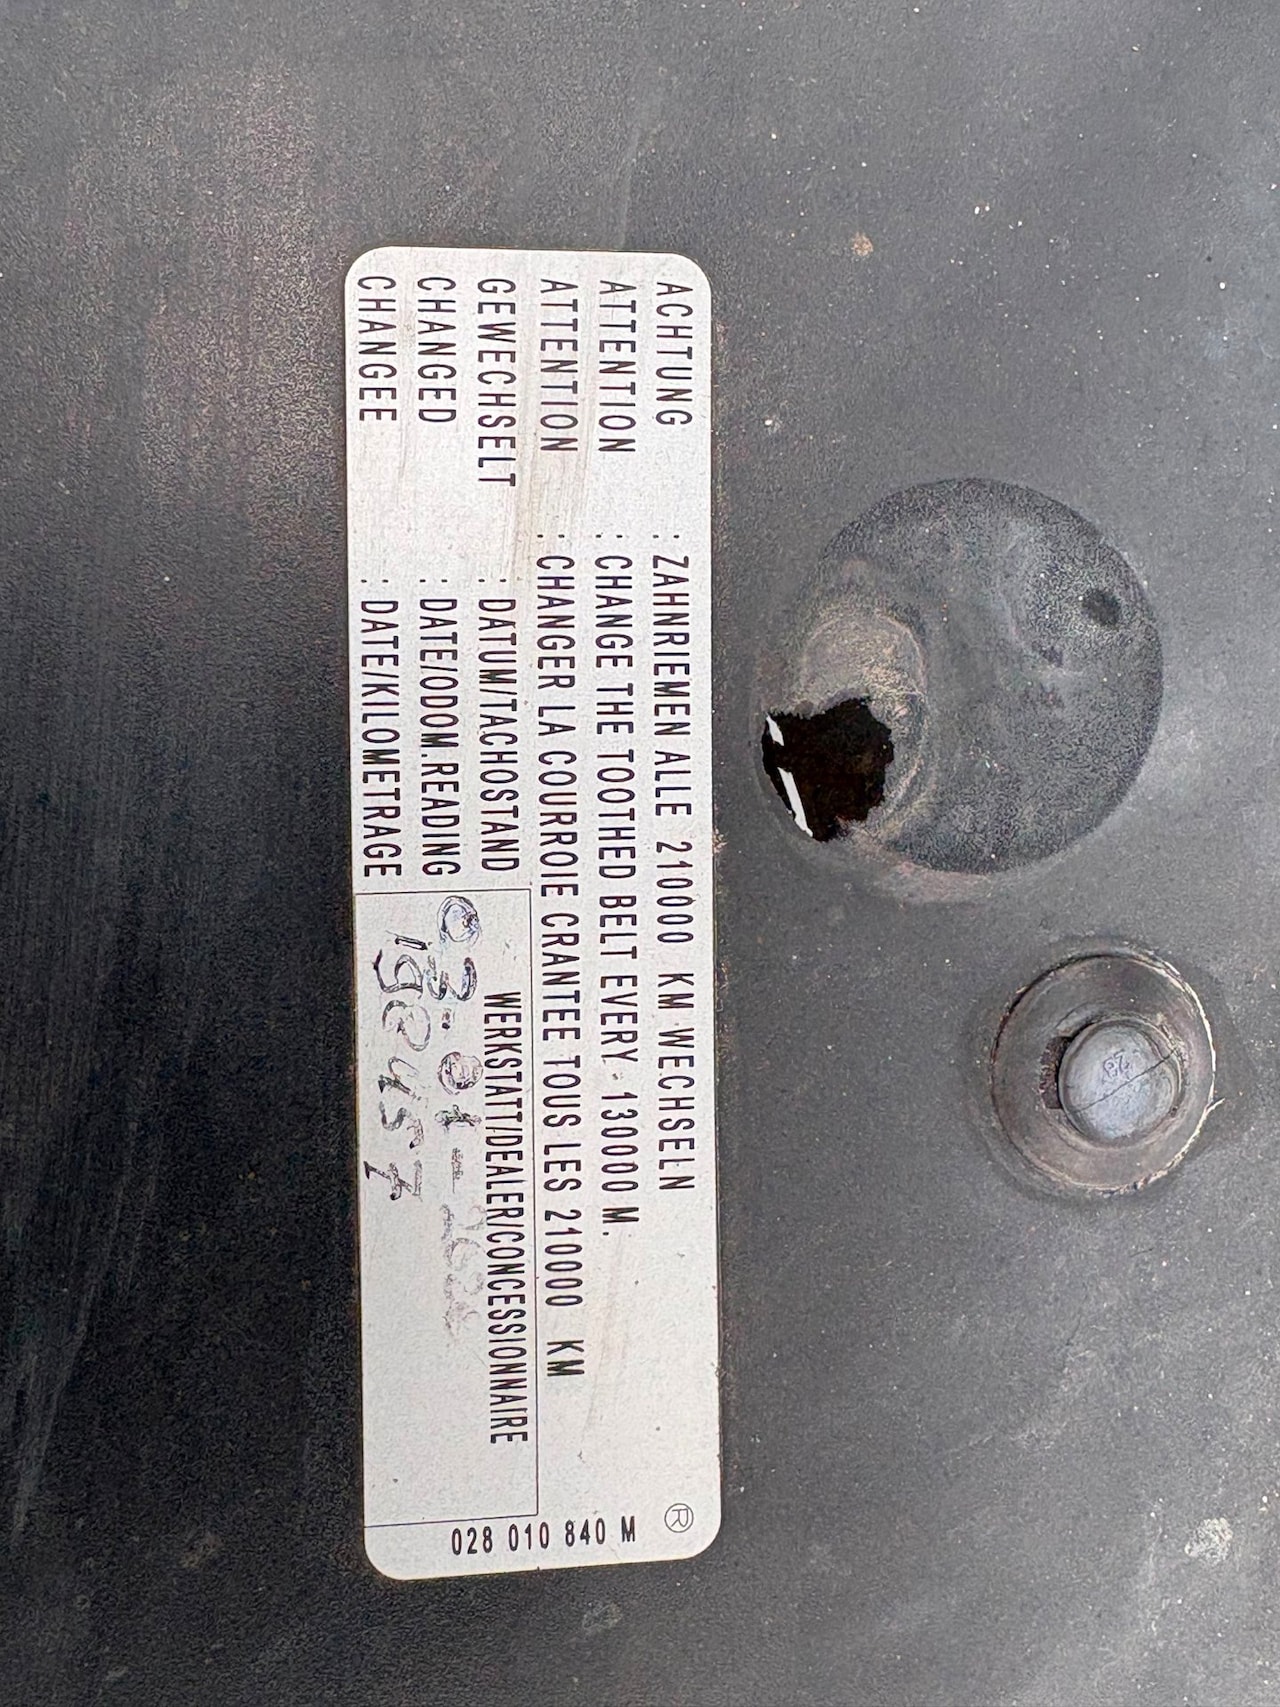 ACHTUNG : ZAHNRIEMEN ALLE 210000 KM WECHSELN
ATTENTION : CHANGE THE TOOTHED BELT EVERY 130000 M.
ATTENTION : CHANGER LA COURROIE CRANTEE TOUS LES 210000 KM
GEWECHSELT : DATUM/TACHOSTAND
CHANGED : DATE/ODOM.READING
CHANGEE : DATE/KILOMETRAGE
WERKSTATT/DEALER/CONCESSIONNAIRE
03-01-
®
028 010 840 M